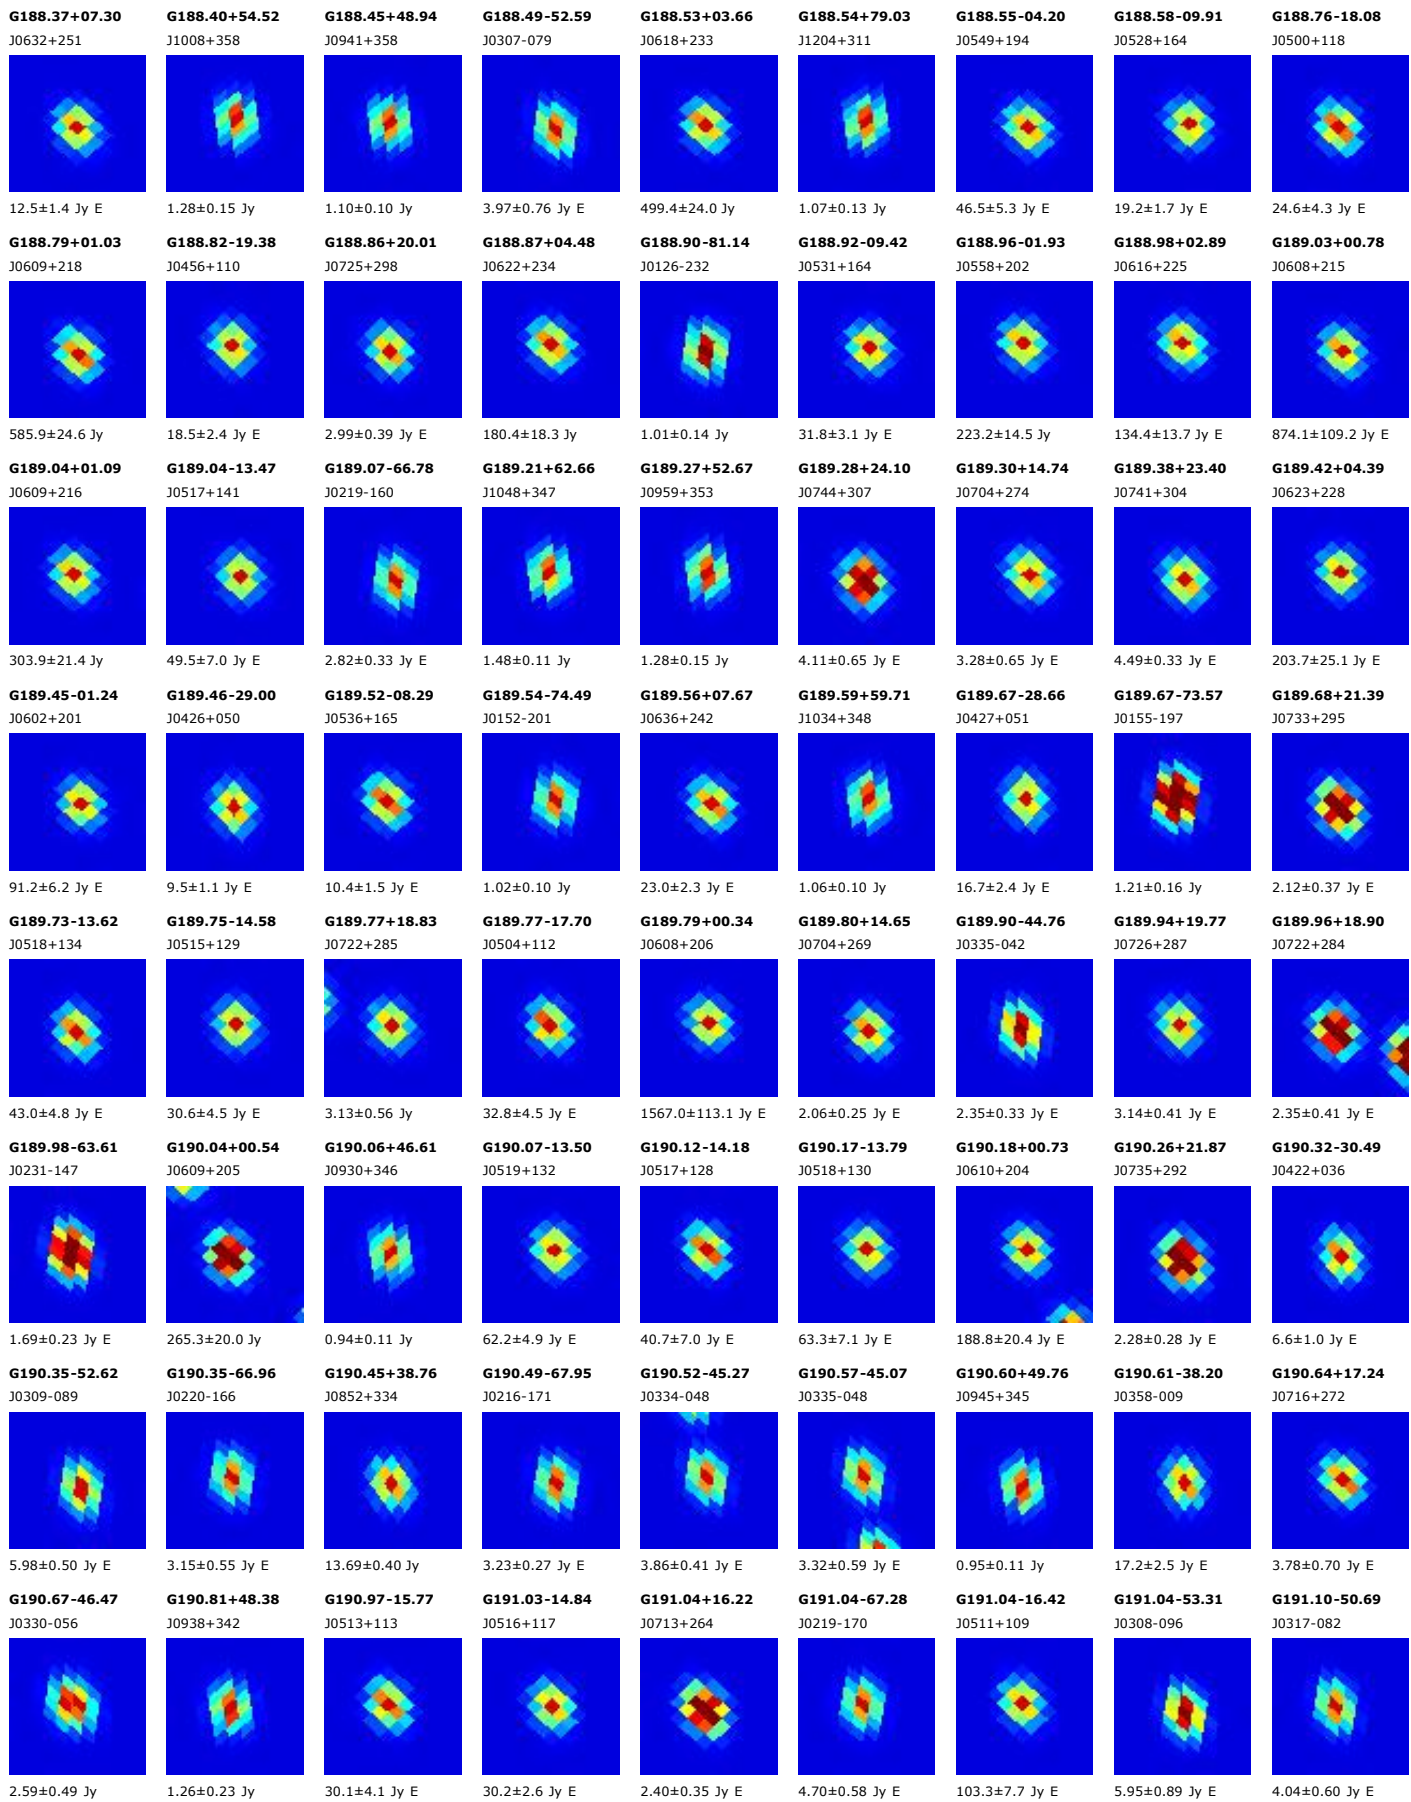 G188.37+07.30 G188.40+54.52 G188.45+48.94 G188.49-52.59 G188.53+03.66 G188.54+79.03 G188.55-04.20 G188.58-09.91 G188.76-18.08
J0632+251 J1008+358 J0941+358 J0307-079 J0618+233 J1204+311 J0549+194 J0528+164 J0500+118
12.5±1.4 Jy E 1.28±0.15 Jy 1.10±0.10 Jy 3.97±0.76 Jy E 499.4±24.0 Jy 1.07±0.13 Jy 46.5±5.3 Jy E 19.2±1.7 Jy E 24.6±4.3 Jy E
G188.79+01.03 G188.82-19.38 G188.86+20.01 G188.87+04.48 G188.90-81.14 G188.92-09.42 G188.96-01.93 G188.98+02.89 G189.03+00.78
J0609+218 J0456+110 J0725+298 J0622+234 J0126-232 J0531+164 J0558+202 J0616+225 J0608+215
585.9±24.6 Jy 18.5±2.4 Jy E 2.99±0.39 Jy E 180.4±18.3 Jy 1.01±0.14 Jy 31.8±3.1 Jy E 223.2±14.5 Jy 134.4±13.7 Jy E 874.1±109.2 Jy E
G189.04+01.09 G189.04-13.47 G189.07-66.78 G189.21+62.66 G189.27+52.67 G189.28+24.10 G189.30+14.74 G189.38+23.40 G189.42+04.39
J0609+216 J0517+141 J0219-160 J1048+347 J0959+353 J0744+307 J0704+274 J0741+304 J0623+228
303.9±21.4 Jy 49.5±7.0 Jy E 2.82±0.33 Jy E 1.48±0.11 Jy 1.28±0.15 Jy 4.11±0.65 Jy E 3.28±0.65 Jy E 4.49±0.33 Jy E 203.7±25.1 Jy E
G189.45-01.24 G189.46-29.00 G189.52-08.29 G189.54-74.49 G189.56+07.67 G189.59+59.71 G189.67-28.66 G189.67-73.57 G189.68+21.39
J0602+201 J0426+050 J0536+165 J0152-201 J0636+242 J1034+348 J0427+051 J0155-197 J0733+295
91.2±6.2 Jy E 9.5±1.1 Jy E 10.4±1.5 Jy E 1.02±0.10 Jy 23.0±2.3 Jy E 1.06±0.10 Jy 16.7±2.4 Jy E 1.21±0.16 Jy 2.12±0.37 Jy E
G189.73-13.62 G189.75-14.58 G189.77+18.83 G189.77-17.70 G189.79+00.34 G189.80+14.65 G189.90-44.76 G189.94+19.77 G189.96+18.90
J0518+134 J0515+129 J0722+285 J0504+112 J0608+206 J0704+269 J0335-042 J0726+287 J0722+284
43.0±4.8 Jy E 30.6±4.5 Jy E 3.13±0.56 Jy 32.8±4.5 Jy E 1567.0±113.1 Jy E 2.06±0.25 Jy E 2.35±0.33 Jy E 3.14±0.41 Jy E 2.35±0.41 Jy E
G189.98-63.61 G190.04+00.54 G190.06+46.61 G190.07-13.50 G190.12-14.18 G190.17-13.79 G190.18+00.73 G190.26+21.87 G190.32-30.49
J0231-147 J0609+205 J0930+346 J0519+132 J0517+128 J0518+130 J0610+204 J0735+292 J0422+036
1.69±0.23 Jy E 265.3±20.0 Jy 0.94±0.11 Jy 62.2±4.9 Jy E 40.7±7.0 Jy E 63.3±7.1 Jy E 188.8±20.4 Jy E 2.28±0.28 Jy E 6.6±1.0 Jy E
G190.35-52.62 G190.35-66.96 G190.45+38.76 G190.49-67.95 G190.52-45.27 G190.57-45.07 G190.60+49.76 G190.61-38.20 G190.64+17.24
J0309-089 J0220-166 J0852+334 J0216-171 J0334-048 J0335-048 J0945+345 J0358-009 J0716+272
5.98±0.50 Jy E 3.15±0.55 Jy E 13.69±0.40 Jy 3.23±0.27 Jy E 3.86±0.41 Jy E 3.32±0.59 Jy E 0.95±0.11 Jy 17.2±2.5 Jy E 3.78±0.70 Jy E
G190.67-46.47 G190.81+48.38 G190.97-15.77 G191.03-14.84 G191.04+16.22 G191.04-67.28 G191.04-16.42 G191.04-53.31 G191.10-50.69
J0330-056 J0938+342 J0513+113 J0516+117 J0713+264 J0219-170 J0511+109 J0308-096 J0317-082
2.59±0.49 Jy 1.26±0.23 Jy 30.1±4.1 Jy E 30.2±2.6 Jy E 2.40±0.35 Jy E 4.70±0.58 Jy E 103.3±7.7 Jy E 5.95±0.89 Jy E 4.04±0.60 Jy E